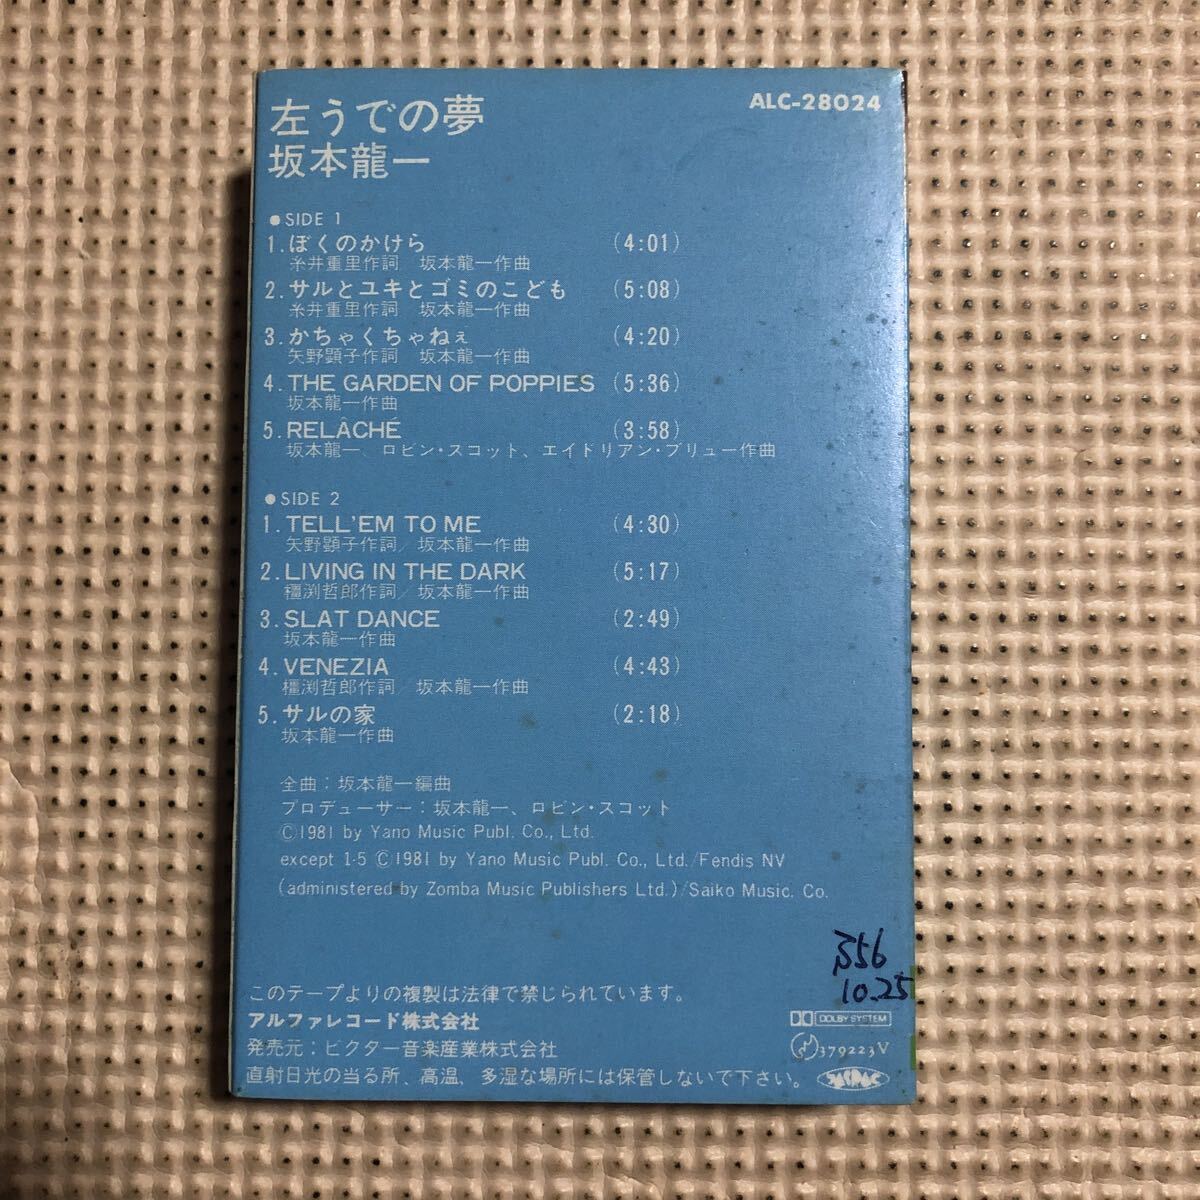 左うでの夢
ALC-28024
坂本龍一
●SIDE 1
1.ぼくのかけら (4:01)
糸井重里作詞 坂本龍一作曲
2.サルとユキとゴミのこども (5:08)
糸井重里作詞 坂本龍一作曲
3.かちゃくちゃねぇ (4:20)
矢野顕子作詞 坂本龍一作曲
4.THE GARDEN OF POPPIES (5:36)
坂本龍一作曲
5.RELÂCHÉ (3:58)
坂本龍一、ロビン・スコット、エイドリアン・ブリュー作曲
●SIDE 2
1.TELL'EM TO ME (4:30)
矢野顕子作詞/坂本龍一作曲
2.LIVING IN THE DARK (5:17)
橿渕哲郎作詞/坂本龍一作曲
3.SLAT DANCE (2:49)
坂本龍一作曲
4.VENEZIA (4:43)
橿渕哲郎作詞/坂本龍一作曲
5.サルの家 (2:18)
坂本龍一作曲
全曲:坂本龍一編曲
プロデューサー:坂本龍一、ロビン・スコット
©1981 by Yano Music Publ. Co., Ltd.
except 1-5 ©1981 by Yano Music Publ. Co., Ltd./Fendis NV
(administered by Zomba Music Publishers Ltd.)/Saiko Music. Co.
S56
10.25
このテープよりの複製は法律で禁じられています。
アルファレコード株式会社
DOLBY SYSTEM
発売元:ビクター音楽産業株式会社
379223V
直射日光の当る所、高温、多湿な場所には保管しないで下さい。